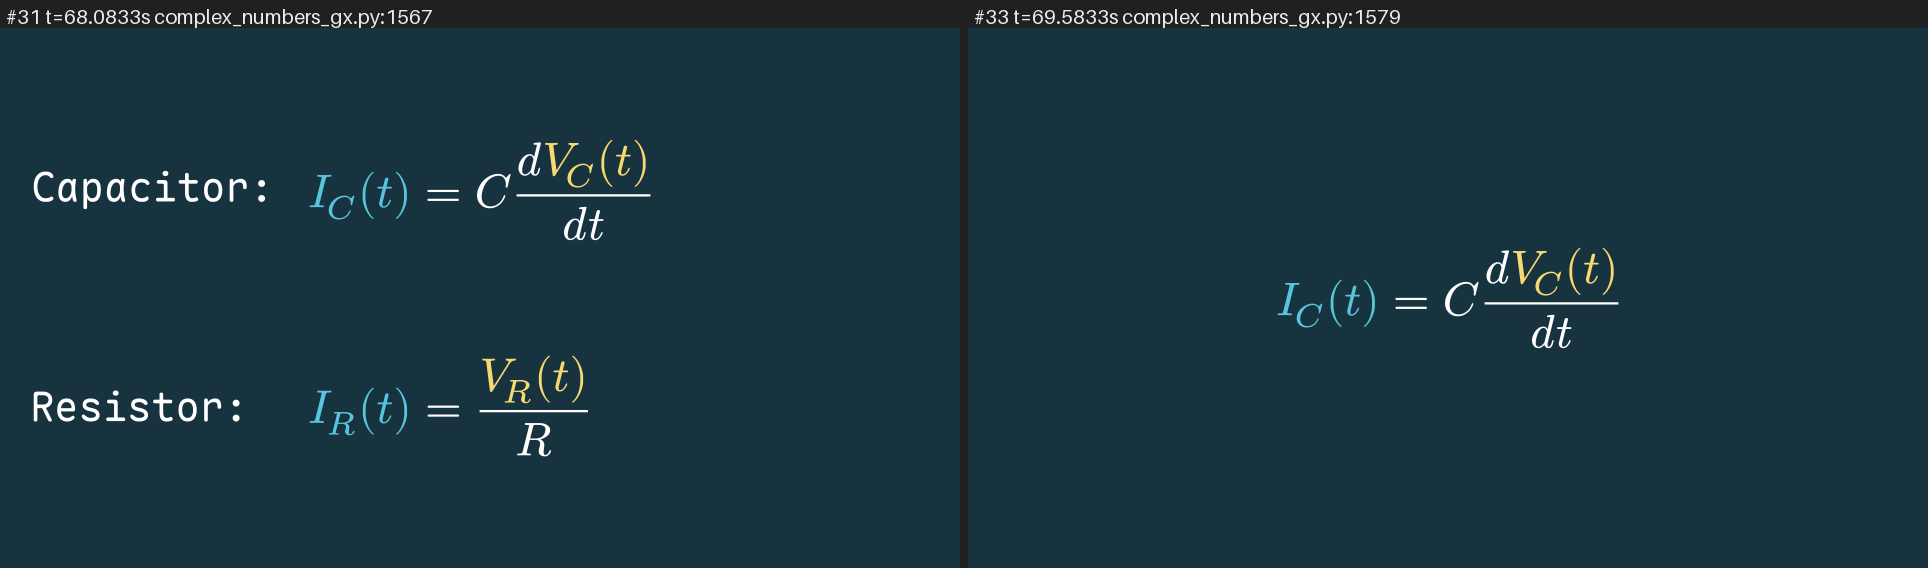 #31 t=68.0833s complex_numbers_gx.py:1567
Capacitor: I_C(t) = C dV_C(t)/dt
Resistor: I_R(t) = V_R(t)/R
#33 t=69.5833s complex_numbers_gx.py:1579
I_C(t) = C dV_C(t)/dt